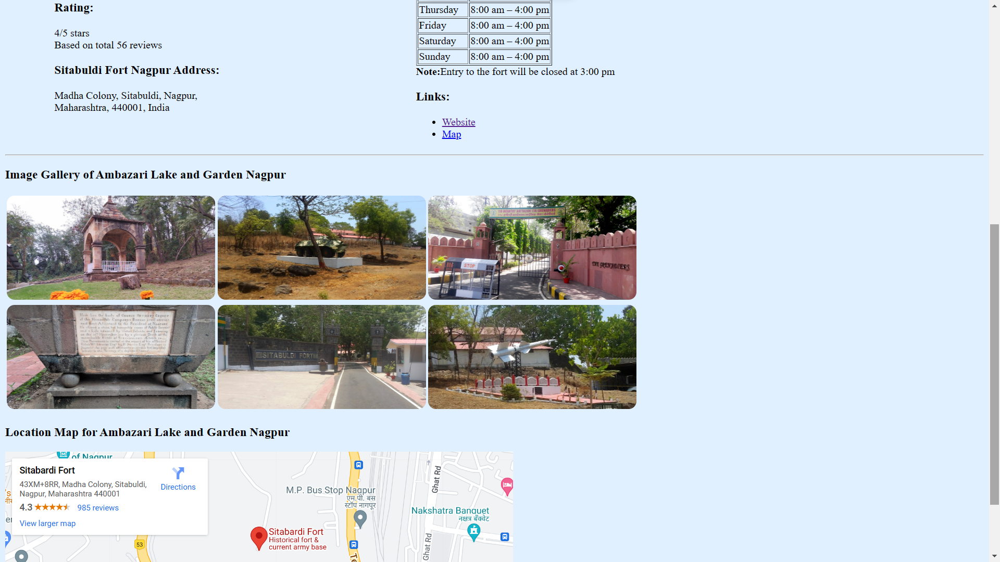 Rating:
4/5 stars
Based on total 56 reviews
Sitabuldi Fort Nagpur Address:
Madha Colony, Sitabuldi, Nagpur,
Maharashtra, 440001, India
Thursday 8:00 am – 4:00 pm
Friday 8:00 am – 4:00 pm
Saturday 8:00 am – 4:00 pm
Sunday 8:00 am – 4:00 pm
Note:Entry to the fort will be closed at 3:00 pm
Links:
Website
Map
Image Gallery of Ambazari Lake and Garden Nagpur
STOP
THE GRENADIERS
SITABULDI FORT
Location Map for Ambazari Lake and Garden Nagpur
of Nagpur
Sitabardi Fort
43XM+8RR, Madha Colony, Sitabuldi,
Nagpur, Maharashtra 440001
4.3 985 reviews
View larger map
Directions
53
M.P. Bus Stop Nagpur
एम.पी. बस
स्टॉप नागपूर
Sitabardi Fort
Historical fort &
current army base
Ghat Rd
Ghat Rd
Nakshatra Banquet
नक्षत्र बँक्वेट